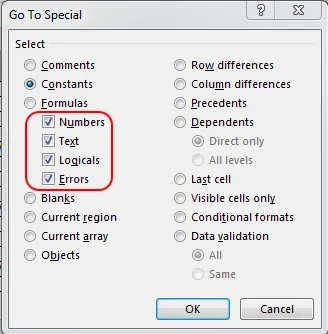 Go To Special
?
Select
Comments
Constants
Formulas
Numbers
Text
Logicals
Errors
Blanks
Current region
Current array
Objects
Row differences
Column differences
Precedents
Dependents
Direct only
All levels
Last cell
Visible cells only
Conditional formats
Data validation
All
Same
OK
Cancel